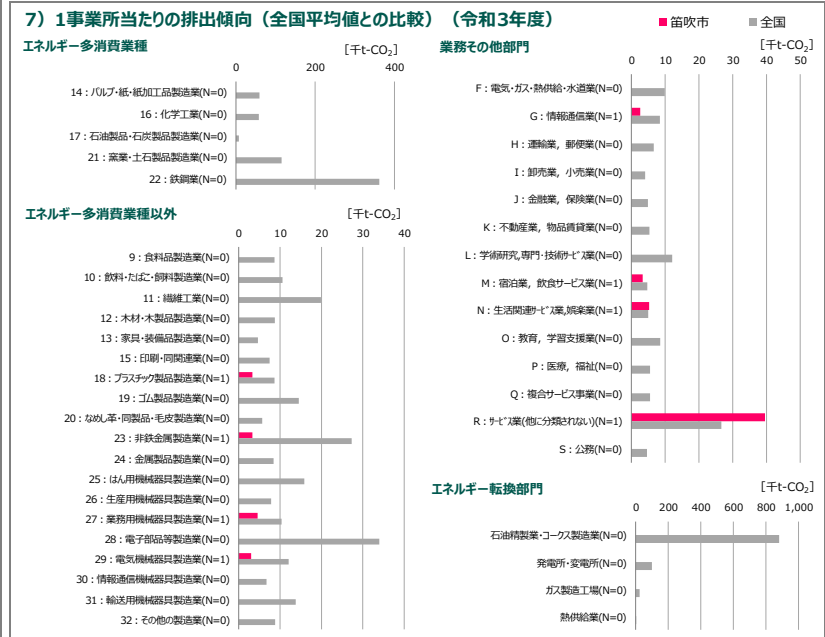 7）1事業所当たりの排出傾向（全国平均値との比較）（令和3年度）
笛吹市 全国
エネルギー多消費業種
[千t-CO2]
0 200 400
14：パルプ・紙・紙加工品製造業(N=0)
16：化学工業(N=0)
17：石油製品・石炭製品製造業(N=0)
21：窯業・土石製品製造業(N=0)
22：鉄鋼業(N=0)
エネルギー多消費業種以外
[千t-CO2]
0 10 20 30 40
9：食料品製造業(N=0)
10：飲料・たばこ・飼料製造業(N=0)
11：繊維工業(N=0)
12：木材・木製品製造業(N=0)
13：家具・装備品製造業(N=0)
15：印刷・同関連業(N=0)
18：プラスチック製品製造業(N=1)
19：ゴム製品製造業(N=0)
20：なめし革・同製品・毛皮製造業(N=0)
23：非鉄金属製造業(N=1)
24：金属製品製造業(N=0)
25：はん用機械器具製造業(N=0)
26：生産用機械器具製造業(N=0)
27：業務用機械器具製造業(N=1)
28：電子部品等製造業(N=0)
29：電気機械器具製造業(N=1)
30：情報通信機械器具製造業(N=0)
31：輸送用機械器具製造業(N=0)
32：その他の製造業(N=0)
業務その他部門
[千t-CO2]
0 10 20 30 40 50
F：電気・ガス・熱供給・水道業(N=0)
G：情報通信業(N=1)
H：運輸業，郵便業(N=0)
I：卸売業，小売業(N=0)
J：金融業，保険業(N=0)
K：不動産業，物品賃貸業(N=0)
L：学術研究,専門・技術ｻｰﾋﾞｽ業(N=0)
M：宿泊業，飲食サービス業(N=1)
N：生活関連ｻｰﾋﾞｽ業,娯楽業(N=1)
O：教育，学習支援業(N=0)
P：医療，福祉(N=0)
Q：複合サービス事業(N=0)
R：ｻｰﾋﾞｽ業(他に分類されない)(N=1)
S：公務(N=0)
エネルギー転換部門
[千t-CO2]
0 200 400 600 800 1,000
石油精製業・コークス製造業(N=0)
発電所・変電所(N=0)
ガス製造工場(N=0)
熱供給業(N=0)